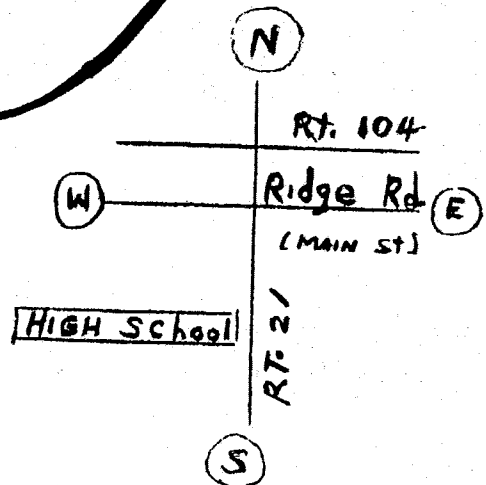 N
Rt. 104
W
Ridge Rd
E
(MAIN St)
HIGH SChool
RT. 21
S